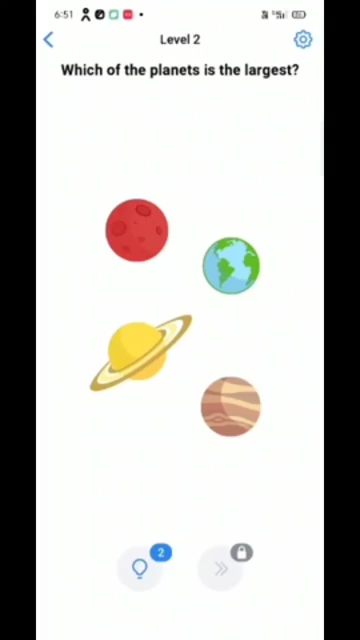 6:51
Level 2
Which of the planets is the largest?
2